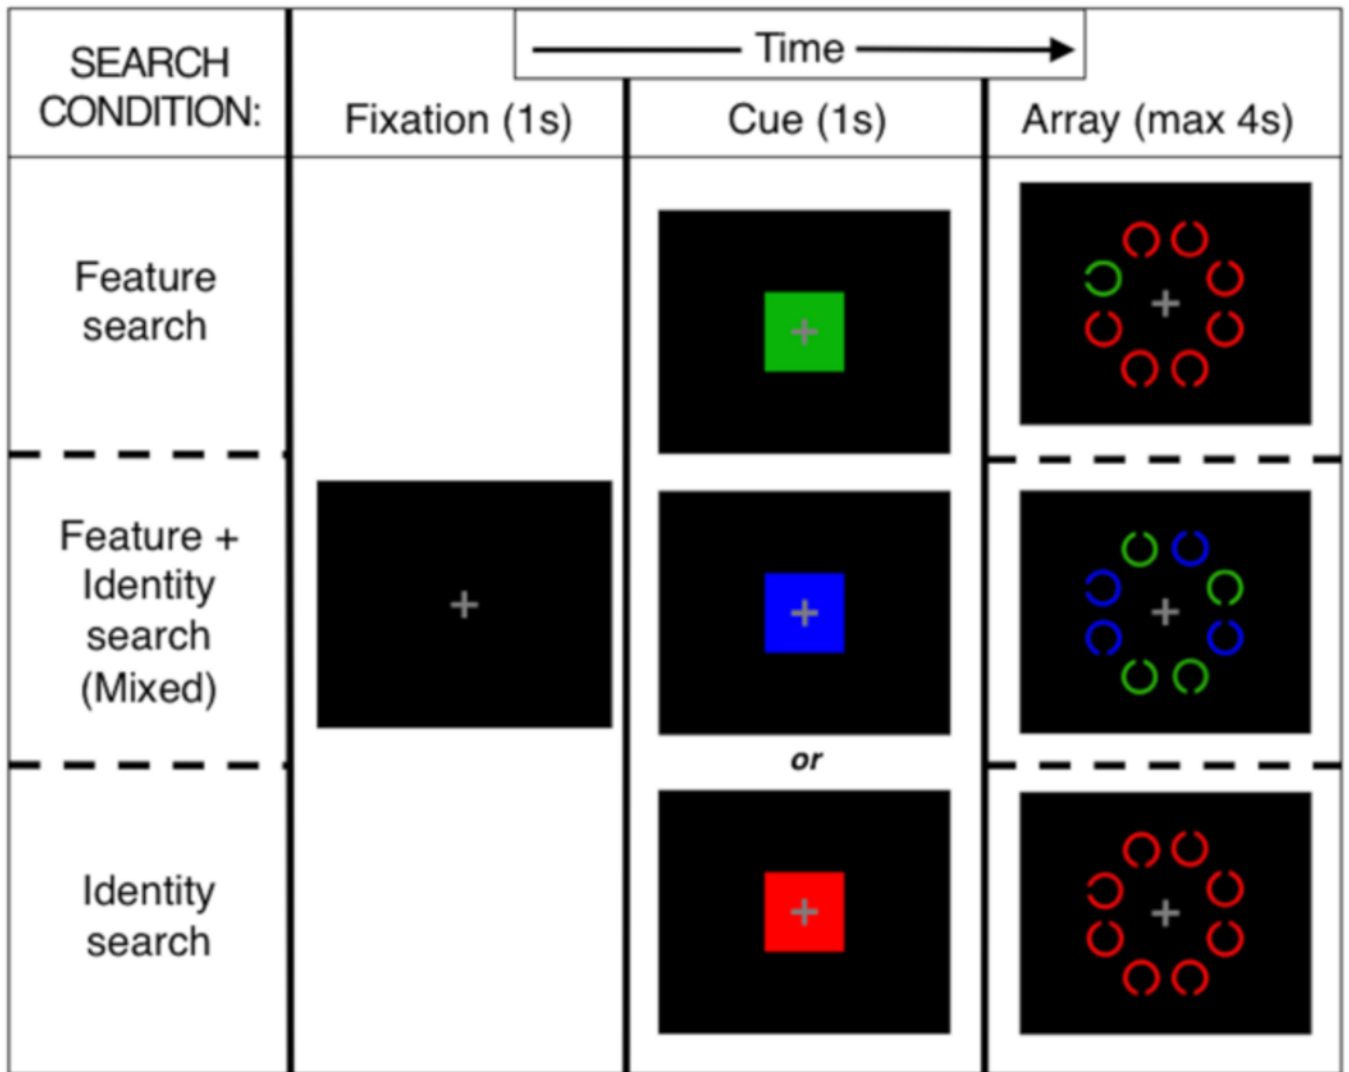 Time
SEARCH
CONDITION:
Fixation (1s)
Cue (1s)
Array (max 4s)
Feature
search
Feature +
Identity
search
(Mixed)
or
Identity
search